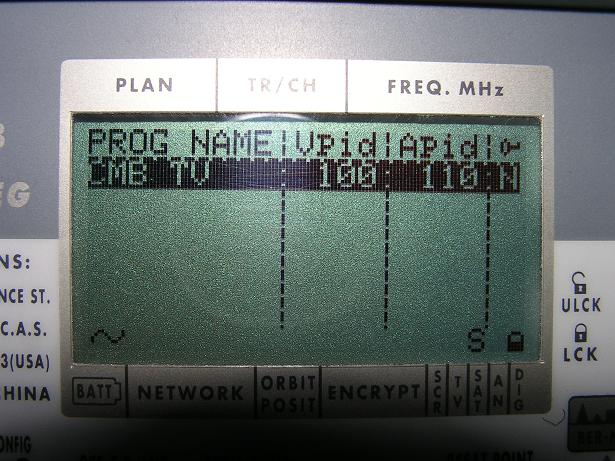 PLAN TR/CH FREQ. MHz
PROG NAME Vpid APid
CMB TV 100 110 N
S
NS:
NCE ST.
C.A.S.
3(USA)
HINA
ULCK
LCK
BATT NETWORK ORBIT POSIT ENCRYPT SCR TV SAT AN DIG